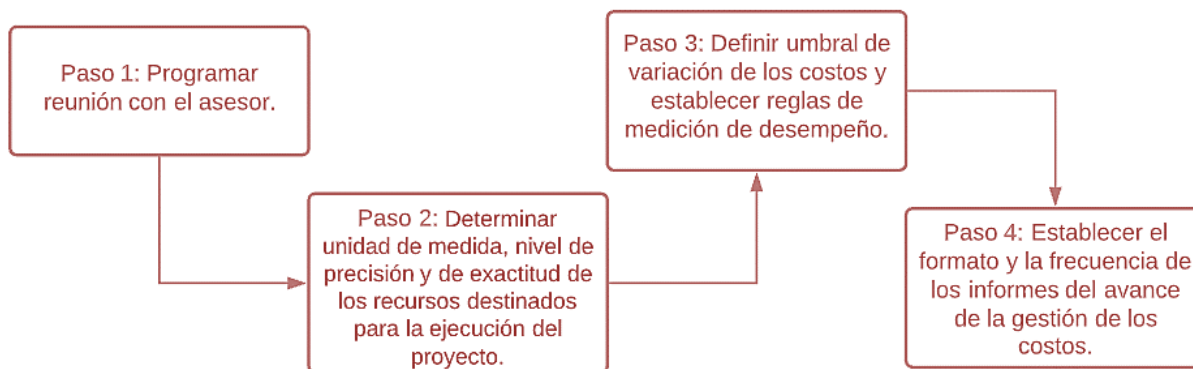 Paso 1: Programar
reunión con el asesor.
Paso 2: Determinar
unidad de medida, nivel de
precisión y de exactitud de
los recursos destinados
para la ejecución del
proyecto.
Paso 3: Definir umbral de
variación de los costos y
establecer reglas de
medición de desempeño.
Paso 4: Establecer el
formato y la frecuencia de
los informes del avance
de la gestión de los
costos.